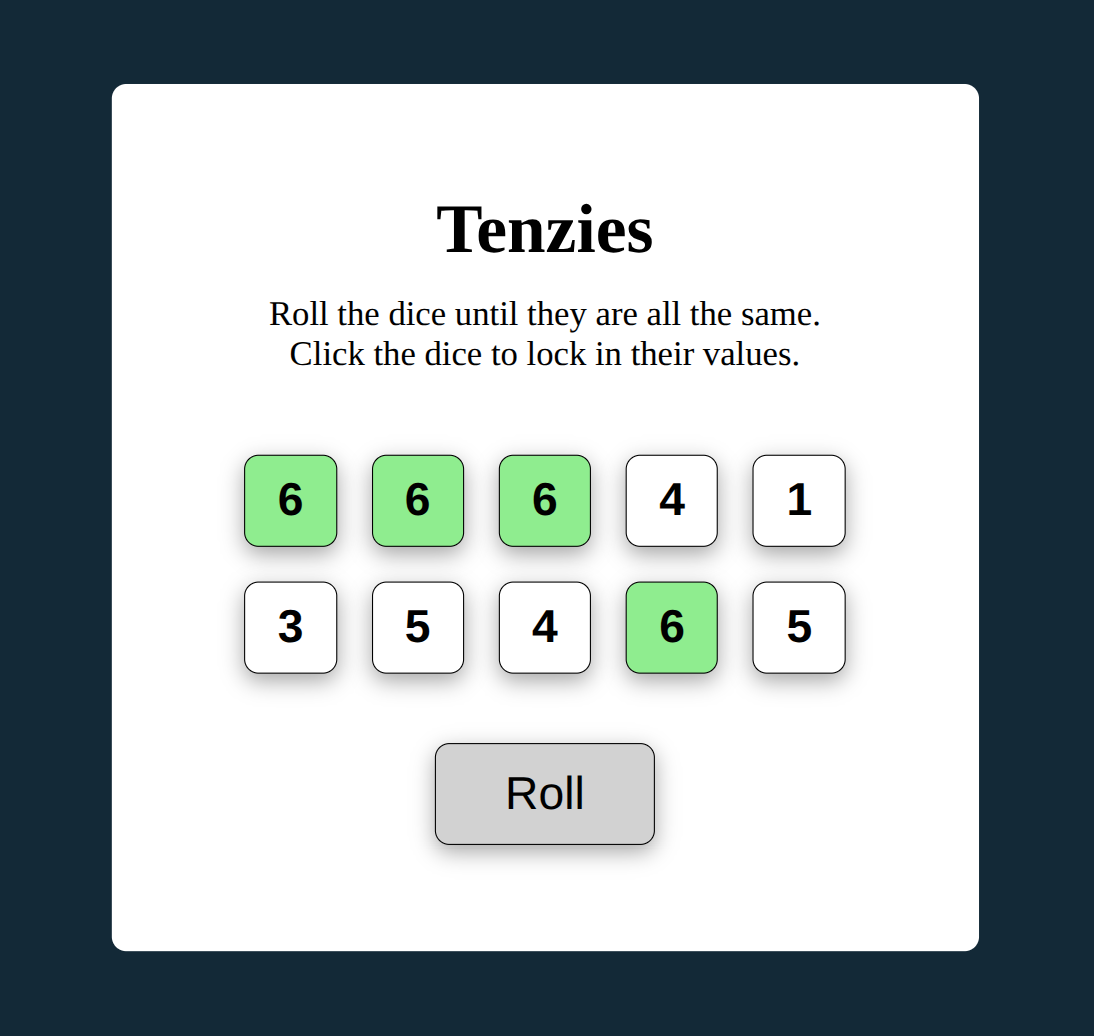 Tenzies
Roll the dice until they are all the same.
Click the dice to lock in their values.
6 6 6 4 1
3 5 4 6 5
Roll